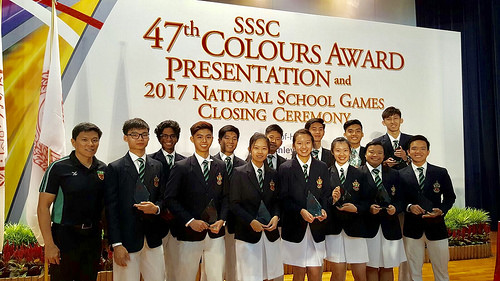 SSSC
47th COLOURS AWARD
PRESENTATION and
2017 NATIONAL SCHOOL GAMES
CLOSING CEREMONY